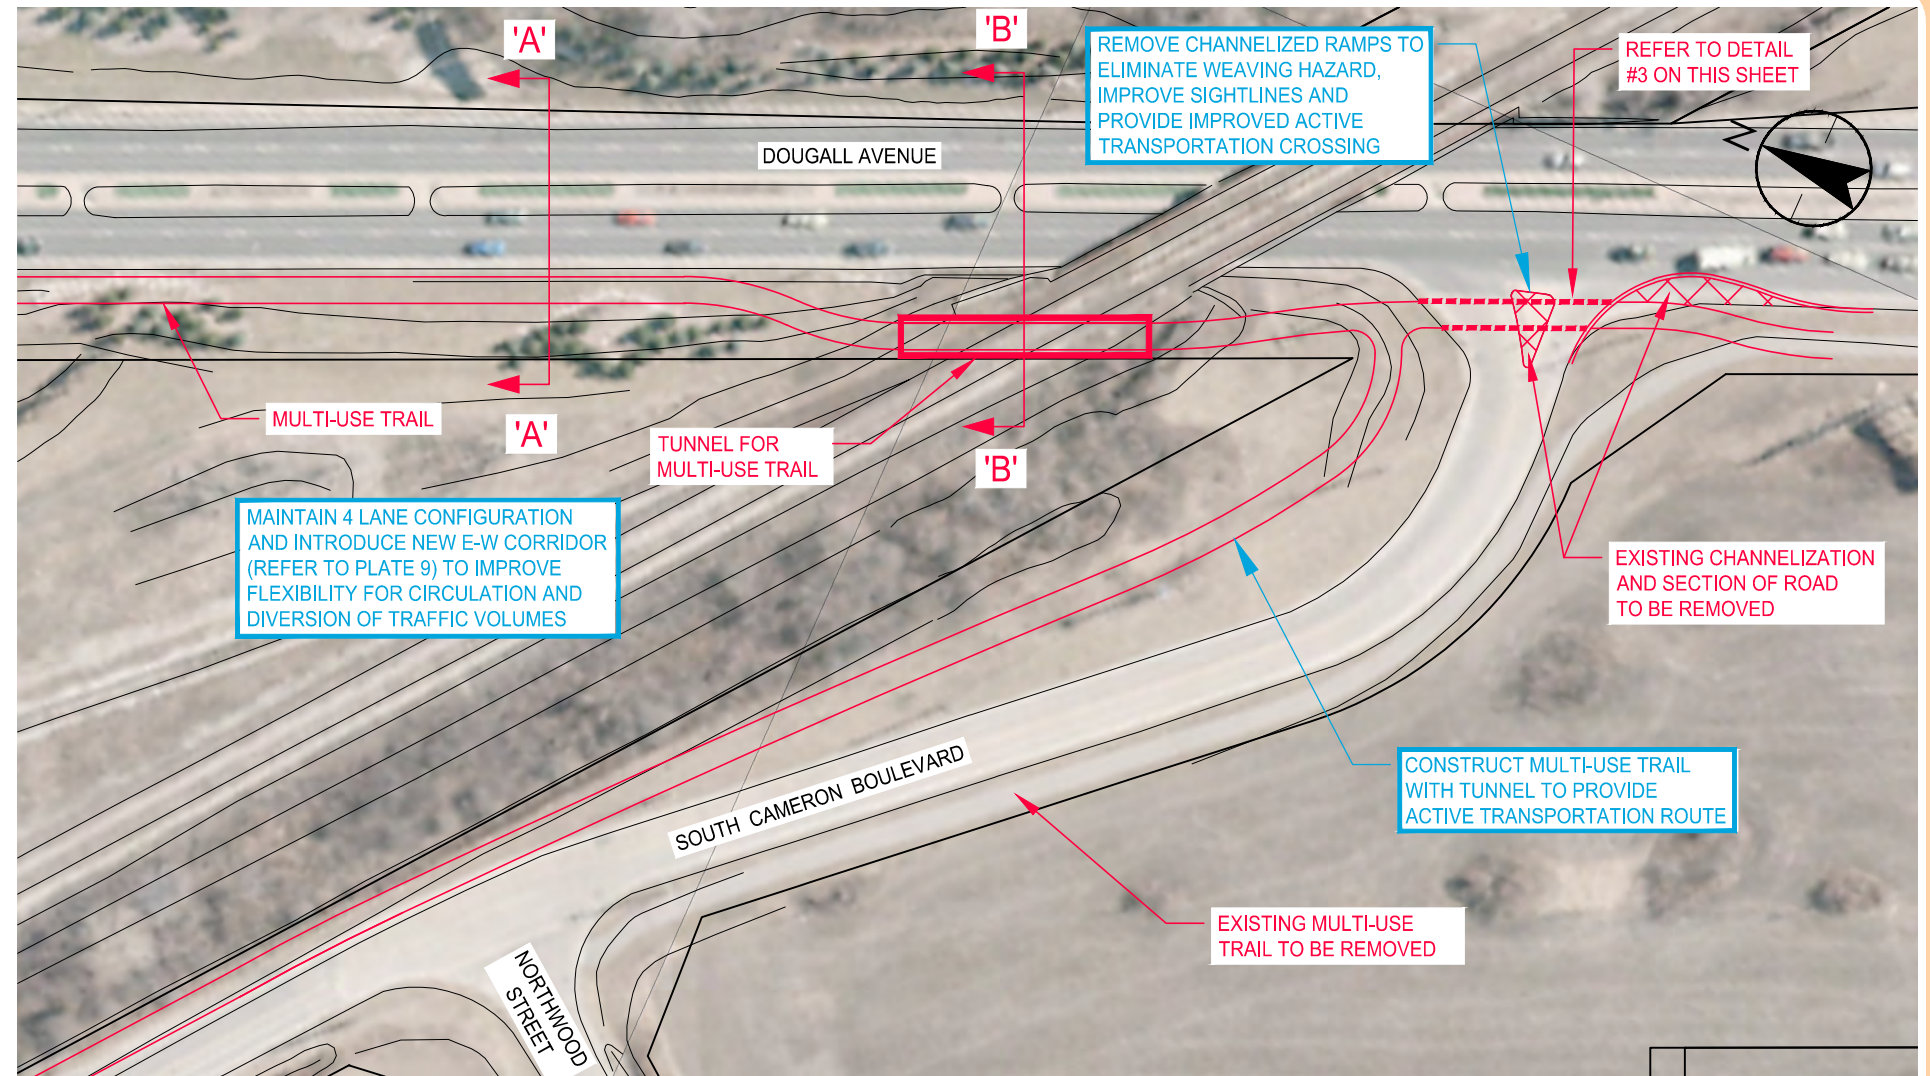 'A'
'B'
REMOVE CHANNELIZED RAMPS TO
ELIMINATE WEAVING HAZARD,
IMPROVE SIGHTLINES AND
PROVIDE IMPROVED ACTIVE
TRANSPORTATION CROSSING
REFER TO DETAIL
#3 ON THIS SHEET
N
DOUGALL AVENUE
MULTI-USE TRAIL
'A'
TUNNEL FOR
MULTI-USE TRAIL
'B'
MAINTAIN 4 LANE CONFIGURATION
AND INTRODUCE NEW E-W CORRIDOR
(REFER TO PLATE 9) TO IMPROVE
FLEXIBILITY FOR CIRCULATION AND
DIVERSION OF TRAFFIC VOLUMES
EXISTING CHANNELIZATION
AND SECTION OF ROAD
TO BE REMOVED
SOUTH CAMERON BOULEVARD
CONSTRUCT MULTI-USE TRAIL
WITH TUNNEL TO PROVIDE
ACTIVE TRANSPORTATION ROUTE
EXISTING MULTI-USE
TRAIL TO BE REMOVED
NORTHWOOD
STREET